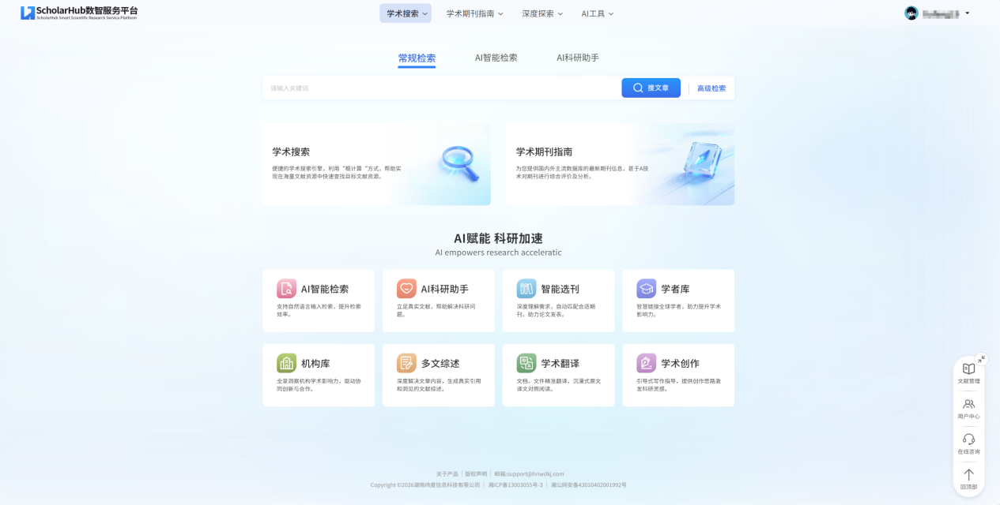 ScholarHub数智服务平台
ScholarHub Smart Scientific Research Service Platform
学术搜索
学术期刊指南
深度探索
AI工具
常规检索
AI智能检索
AI科研助手
请输入关键词
搜文章
高级检索
学术搜索
便捷的学术搜索引擎，利用“框计算“方式，帮助实
现在海量文献资源中快速查找目标文献资源。
学术期刊指南
为您提供国内外主流数据库的最新期刊信息，甚于A技
术对期刊进行综合评价及分析。
AI赋能 科研加速
AI empowers research acceleratic
AI智能检索
支持自然语言输入检索，提升检索
效率。
AI科研助手
立足真实文献，帮助解决科研问
题。
智能选刊
深度理解需求，自动匹配合适期
刊，助力论文发表。
学者库
智慧链接全球学者，助力提升学术
影响力。
机构库
全景洞察机构学术影响力，驱动协
同创新与合作。
多文综述
深度解决文章内容，生成真实引用
和洞见的文献综述。
学术翻译
文档、文件精准翻译，沉浸式原文
译文对照阅读。
学术创作
引导式写作指导，提供创作思路激
发科研灵感。
文献管理
用户中心
在线咨询
回顶部
关于产品 | 版权声明 | 邮箱:support@hnwdkj.com
Copyright ©2026湖南纬度信息科技有限公司 | 湘ICP备13003055号-3 | 湘公网安备43010402001992号